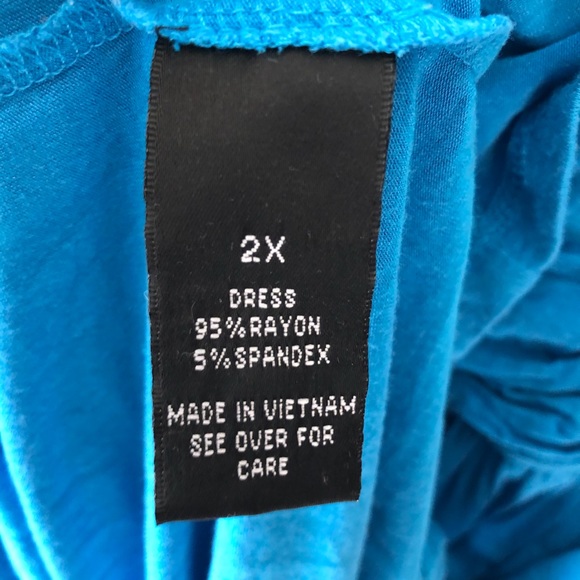 2X
DRESS
95%RAYON
5%SPANDEX
MADE IN VIETNAM
SEE OVER FOR
CARE